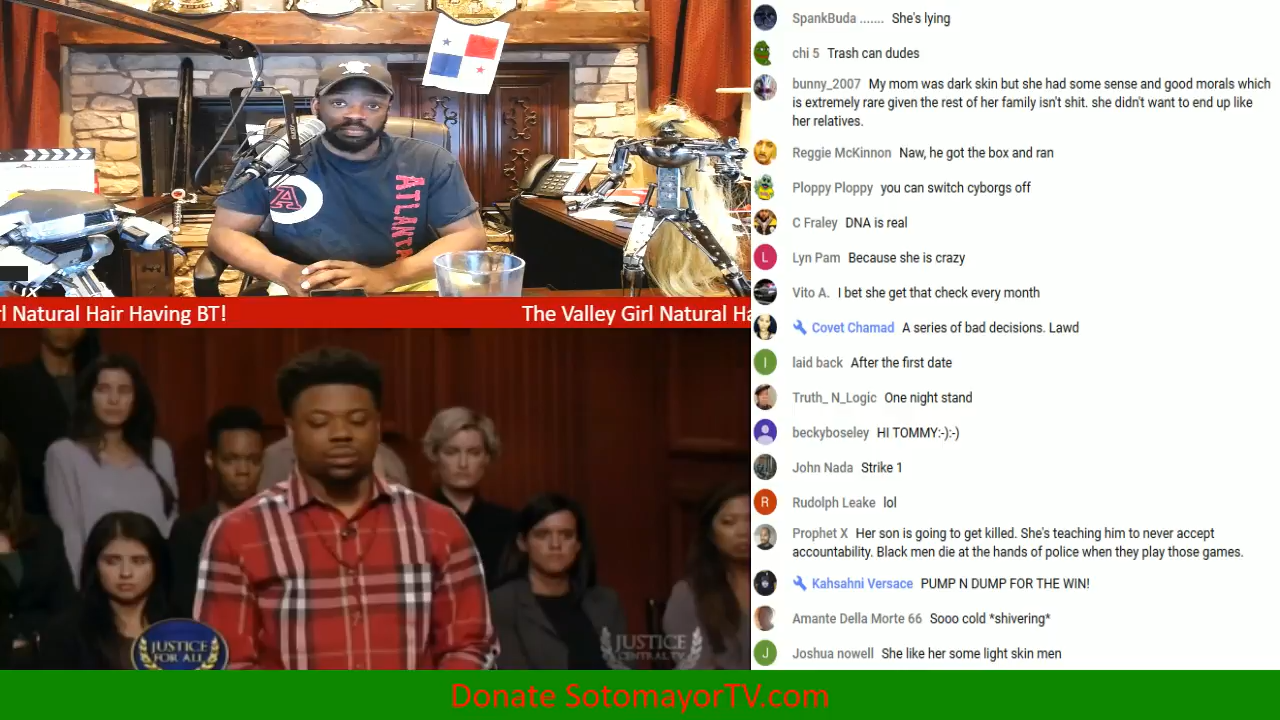 ATLANTA
l Natural Hair Having BT!
The Valley Girl Natural Ha
JUSTICE
FOR ALL
JUSTICE
CENTRAL.TV
SpankBuda ....... She's lying
chi 5 Trash can dudes
bunny_2007 My mom was dark skin but she had some sense and good morals which
is extremely rare given the rest of her family isn't shit. she didn't want to end up like
her relatives.
Reggie McKinnon Naw, he got the box and ran
Ploppy Ploppy you can switch cyborgs off
C Fraley DNA is real
L
Lyn Pam Because she is crazy
Vito A. I bet she get that check every month
Covet Chamad A series of bad decisions. Lawd
l
laid back After the first date
Truth_ N_Logic One night stand
beckyboseley HI TOMMY:-):-)
John Nada Strike 1
R
Rudolph Leake lol
Prophet X Her son is going to get killed. She's teaching him to never accept
accountability. Black men die at the hands of police when they play those games.
Kahsahni Versace PUMP N DUMP FOR THE WIN!
Amante Della Morte 66 Sooo cold *shivering*
J
Joshua nowell She like her some light skin men
Donate SotomayorTV.com